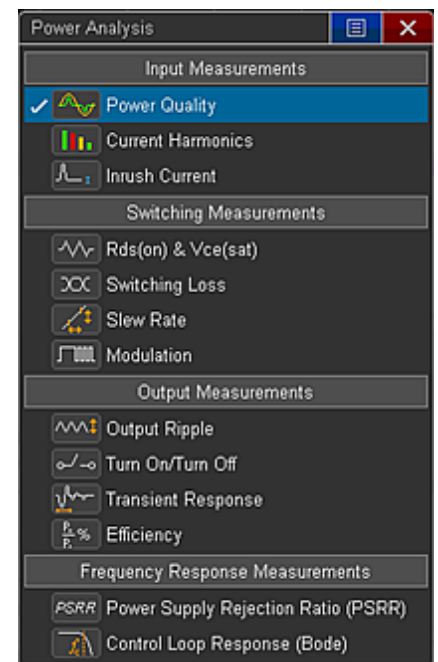 Power Analysis
Input Measurements
Power Quality
Current Harmonics
Inrush Current
Switching Measurements
Rds(on) & Vce(sat)
Switching Loss
Slew Rate
Modulation
Output Measurements
Output Ripple
Turn On/Turn Off
Transient Response
Efficiency
Frequency Response Measurements
PSRR Power Supply Rejection Ratio (PSRR)
Control Loop Response (Bode)